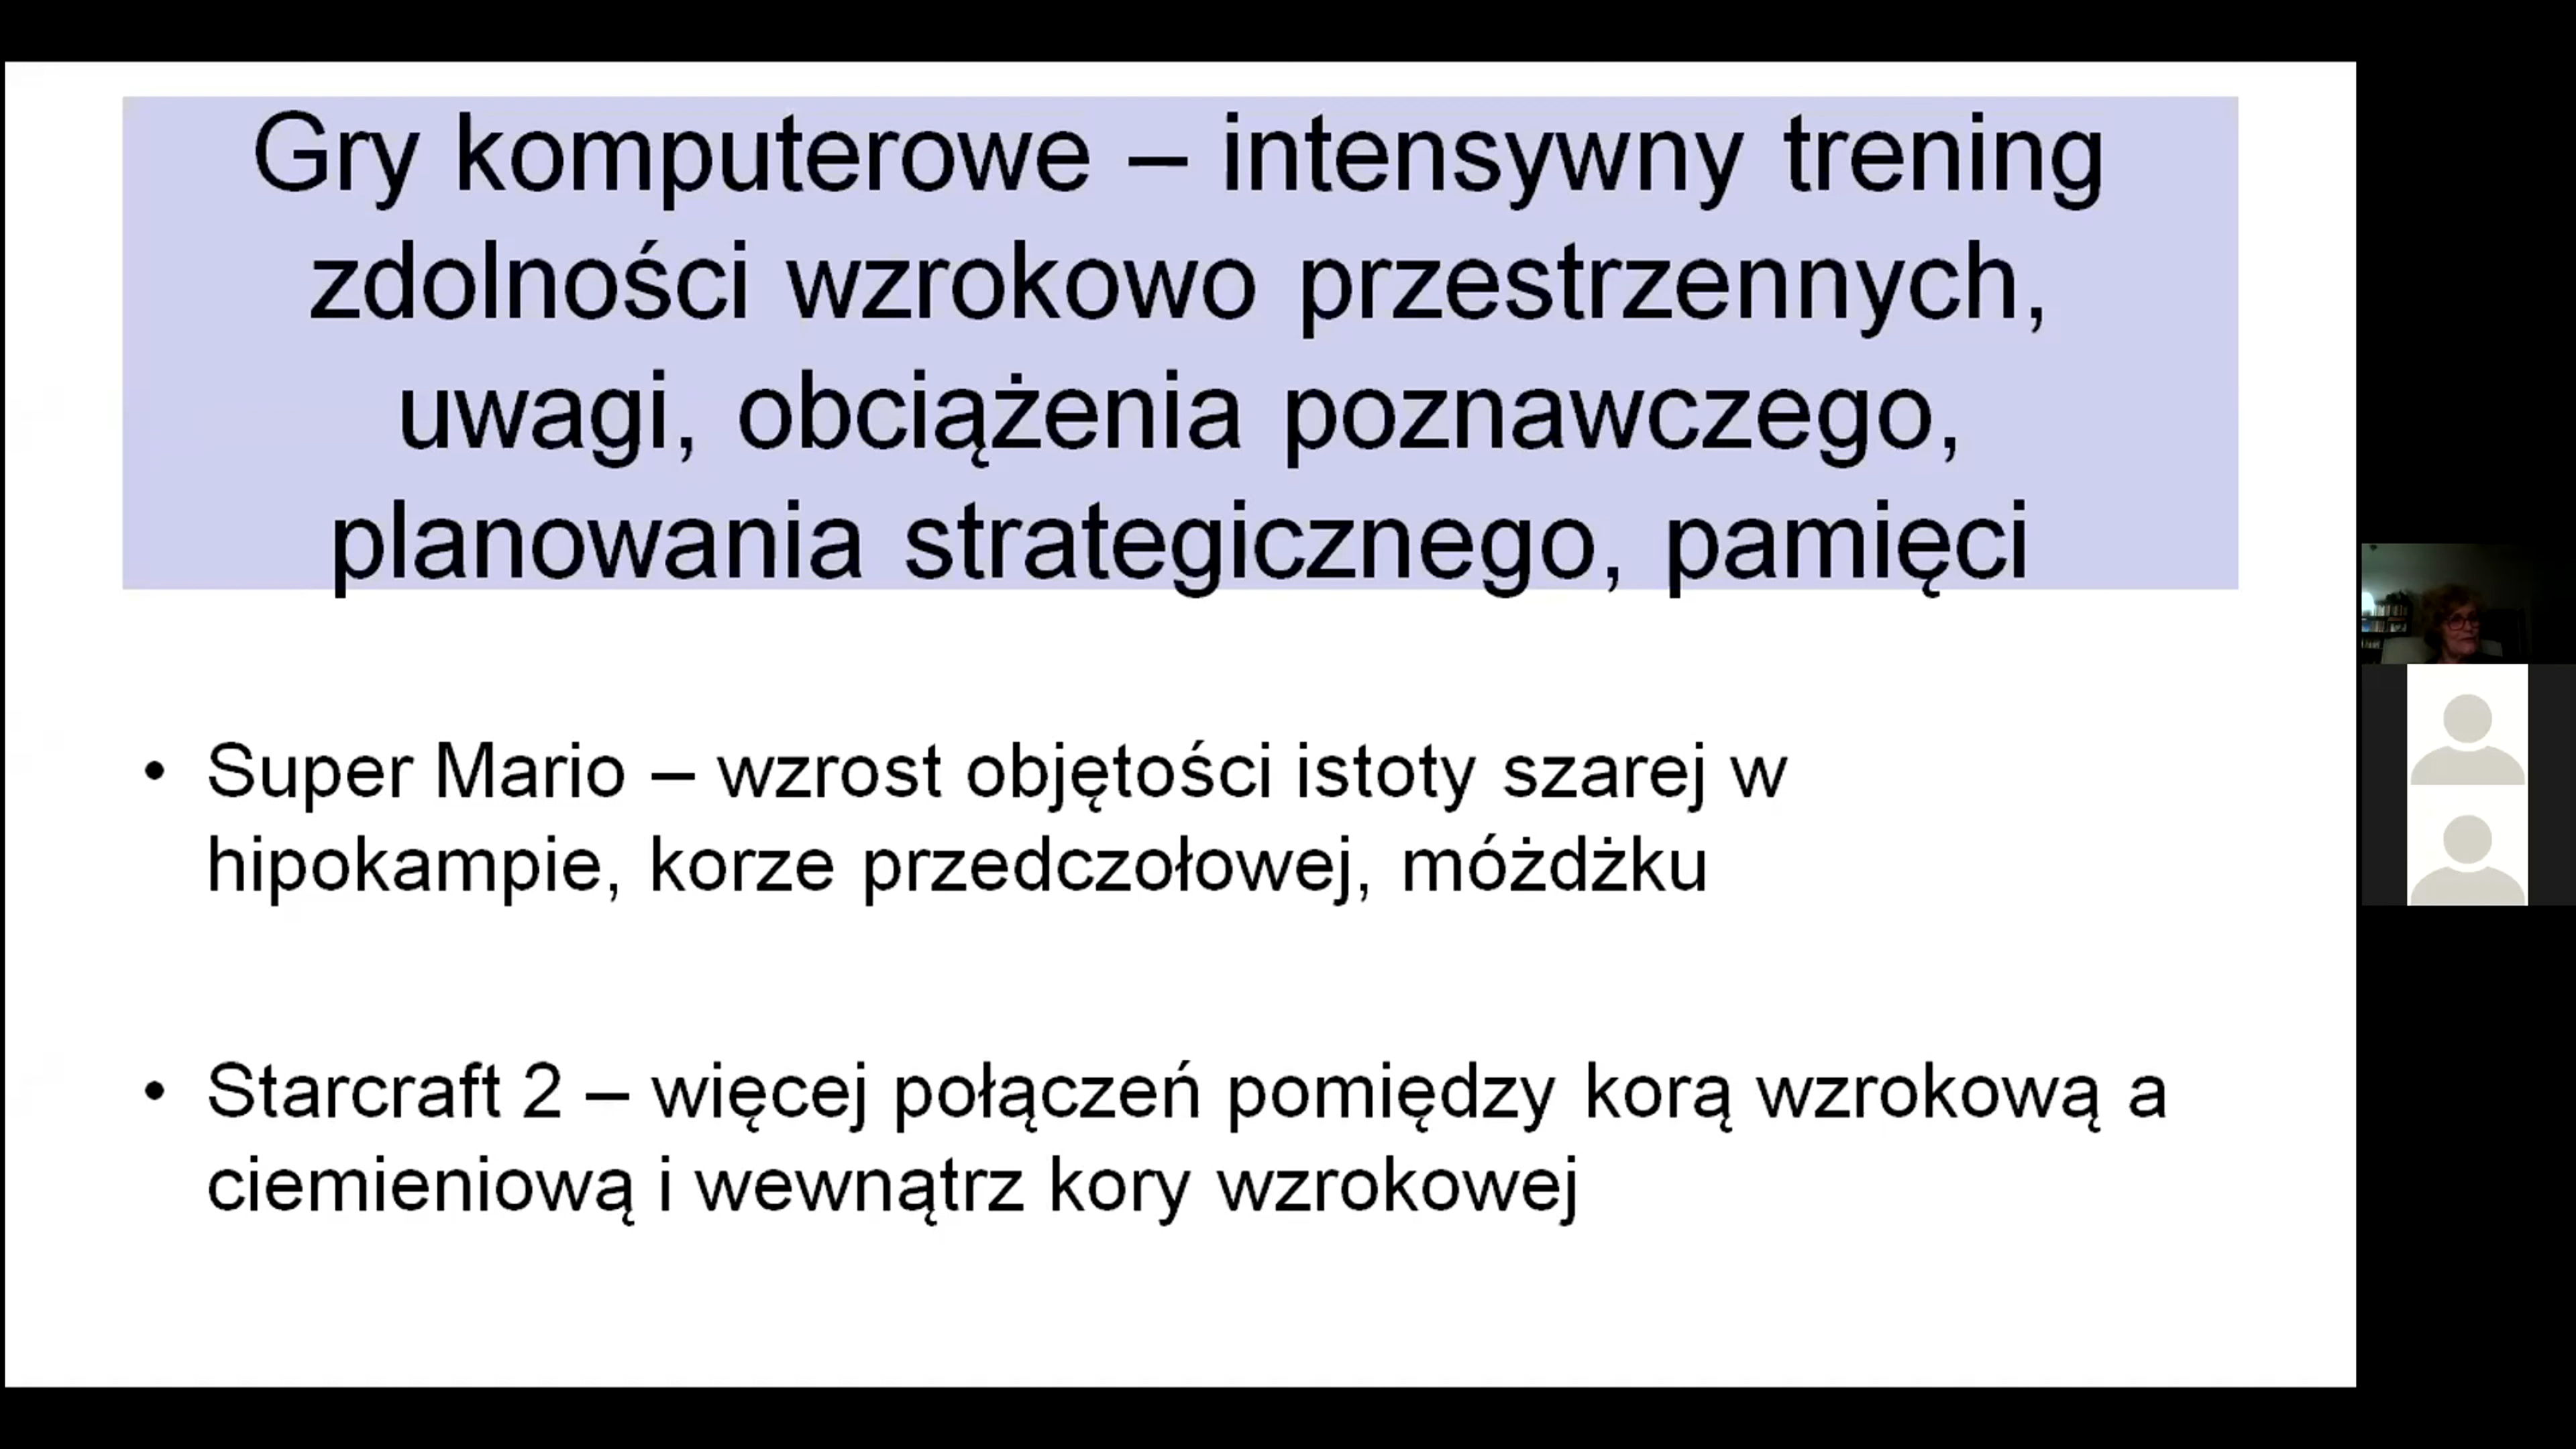 Gry komputerowe – intensywny trening
zdolności wzrokowo przestrzennych,
uwagi, obciążenia poznawczego,
planowania strategicznego, pamięci
• Super Mario – wzrost objętości istoty szarej w
hipokampie, korze przedczołowej, móżdżku
• Starcraft 2 – więcej połączeń pomiędzy korą wzrokową a
ciemieniową i wewnątrz kory wzrokowej